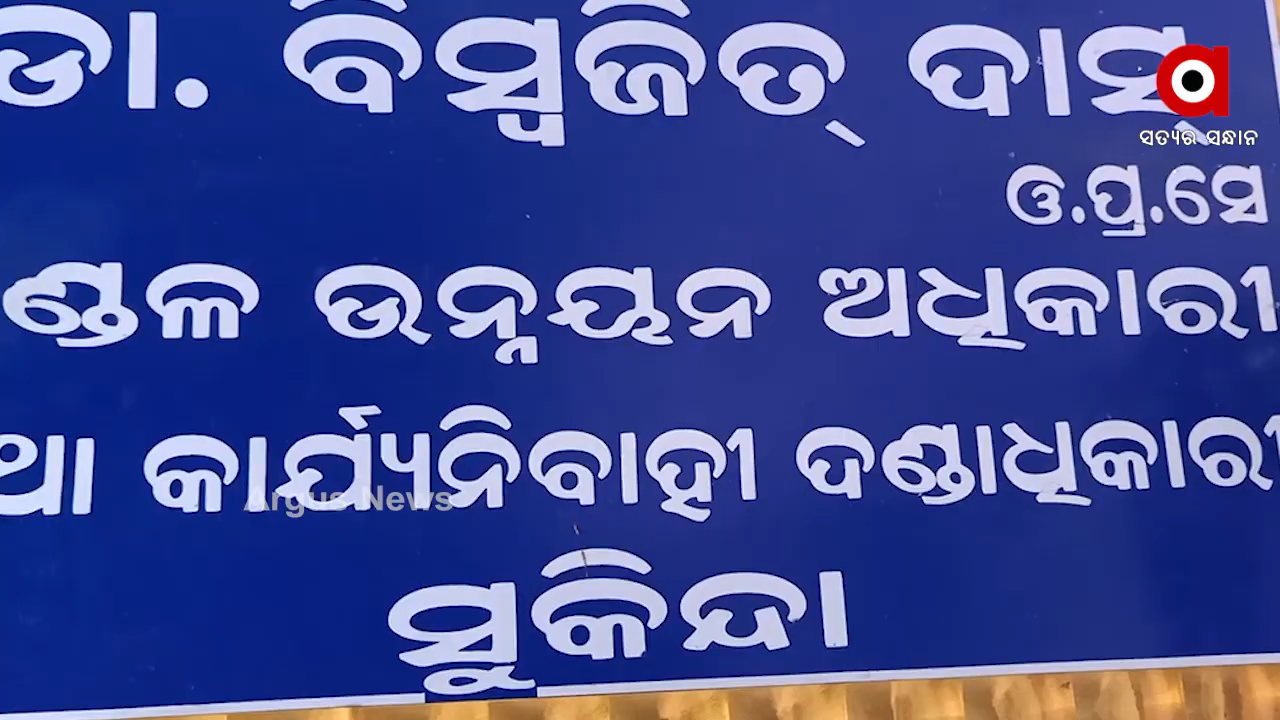 ଡା. ବିସ୍ୱଜିତ୍ ଦାସ୍
ସତ୍ୟର ସନ୍ଧାନ
ଓ.ପ୍ର.ସେ
ଣ୍ଡଳ ଉନ୍ନୟନ ଅଧିକାରୀ
ଥା କାର୍ଯ୍ୟନିବାହୀ ଦଣ୍ଡାଧିକାରୀ
Argus News
ସୁକିନ୍ଦା